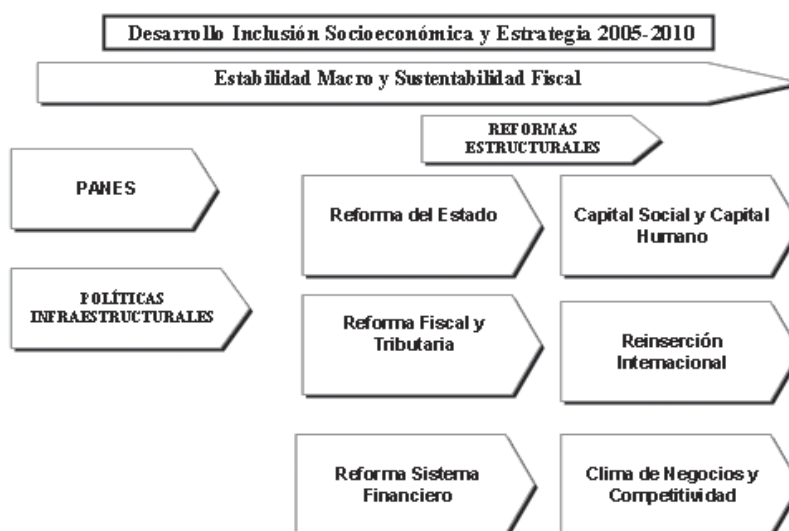 Desarrollo Inclusión Socioeconómica y Estrategia 2005-2010
Estabilidad Macro y Sustentabilidad Fiscal
REFORMAS
ESTRUCTURALES
PANES
Reforma del Estado
Capital Social y Capital
Humano
POLÍTICAS
INFRAESTRUCTURALES
Reforma Fiscal y
Tributaria
Reinserción
Internacional
Reforma Sistema
Financiero
Clima de Negocios y
Competitividad